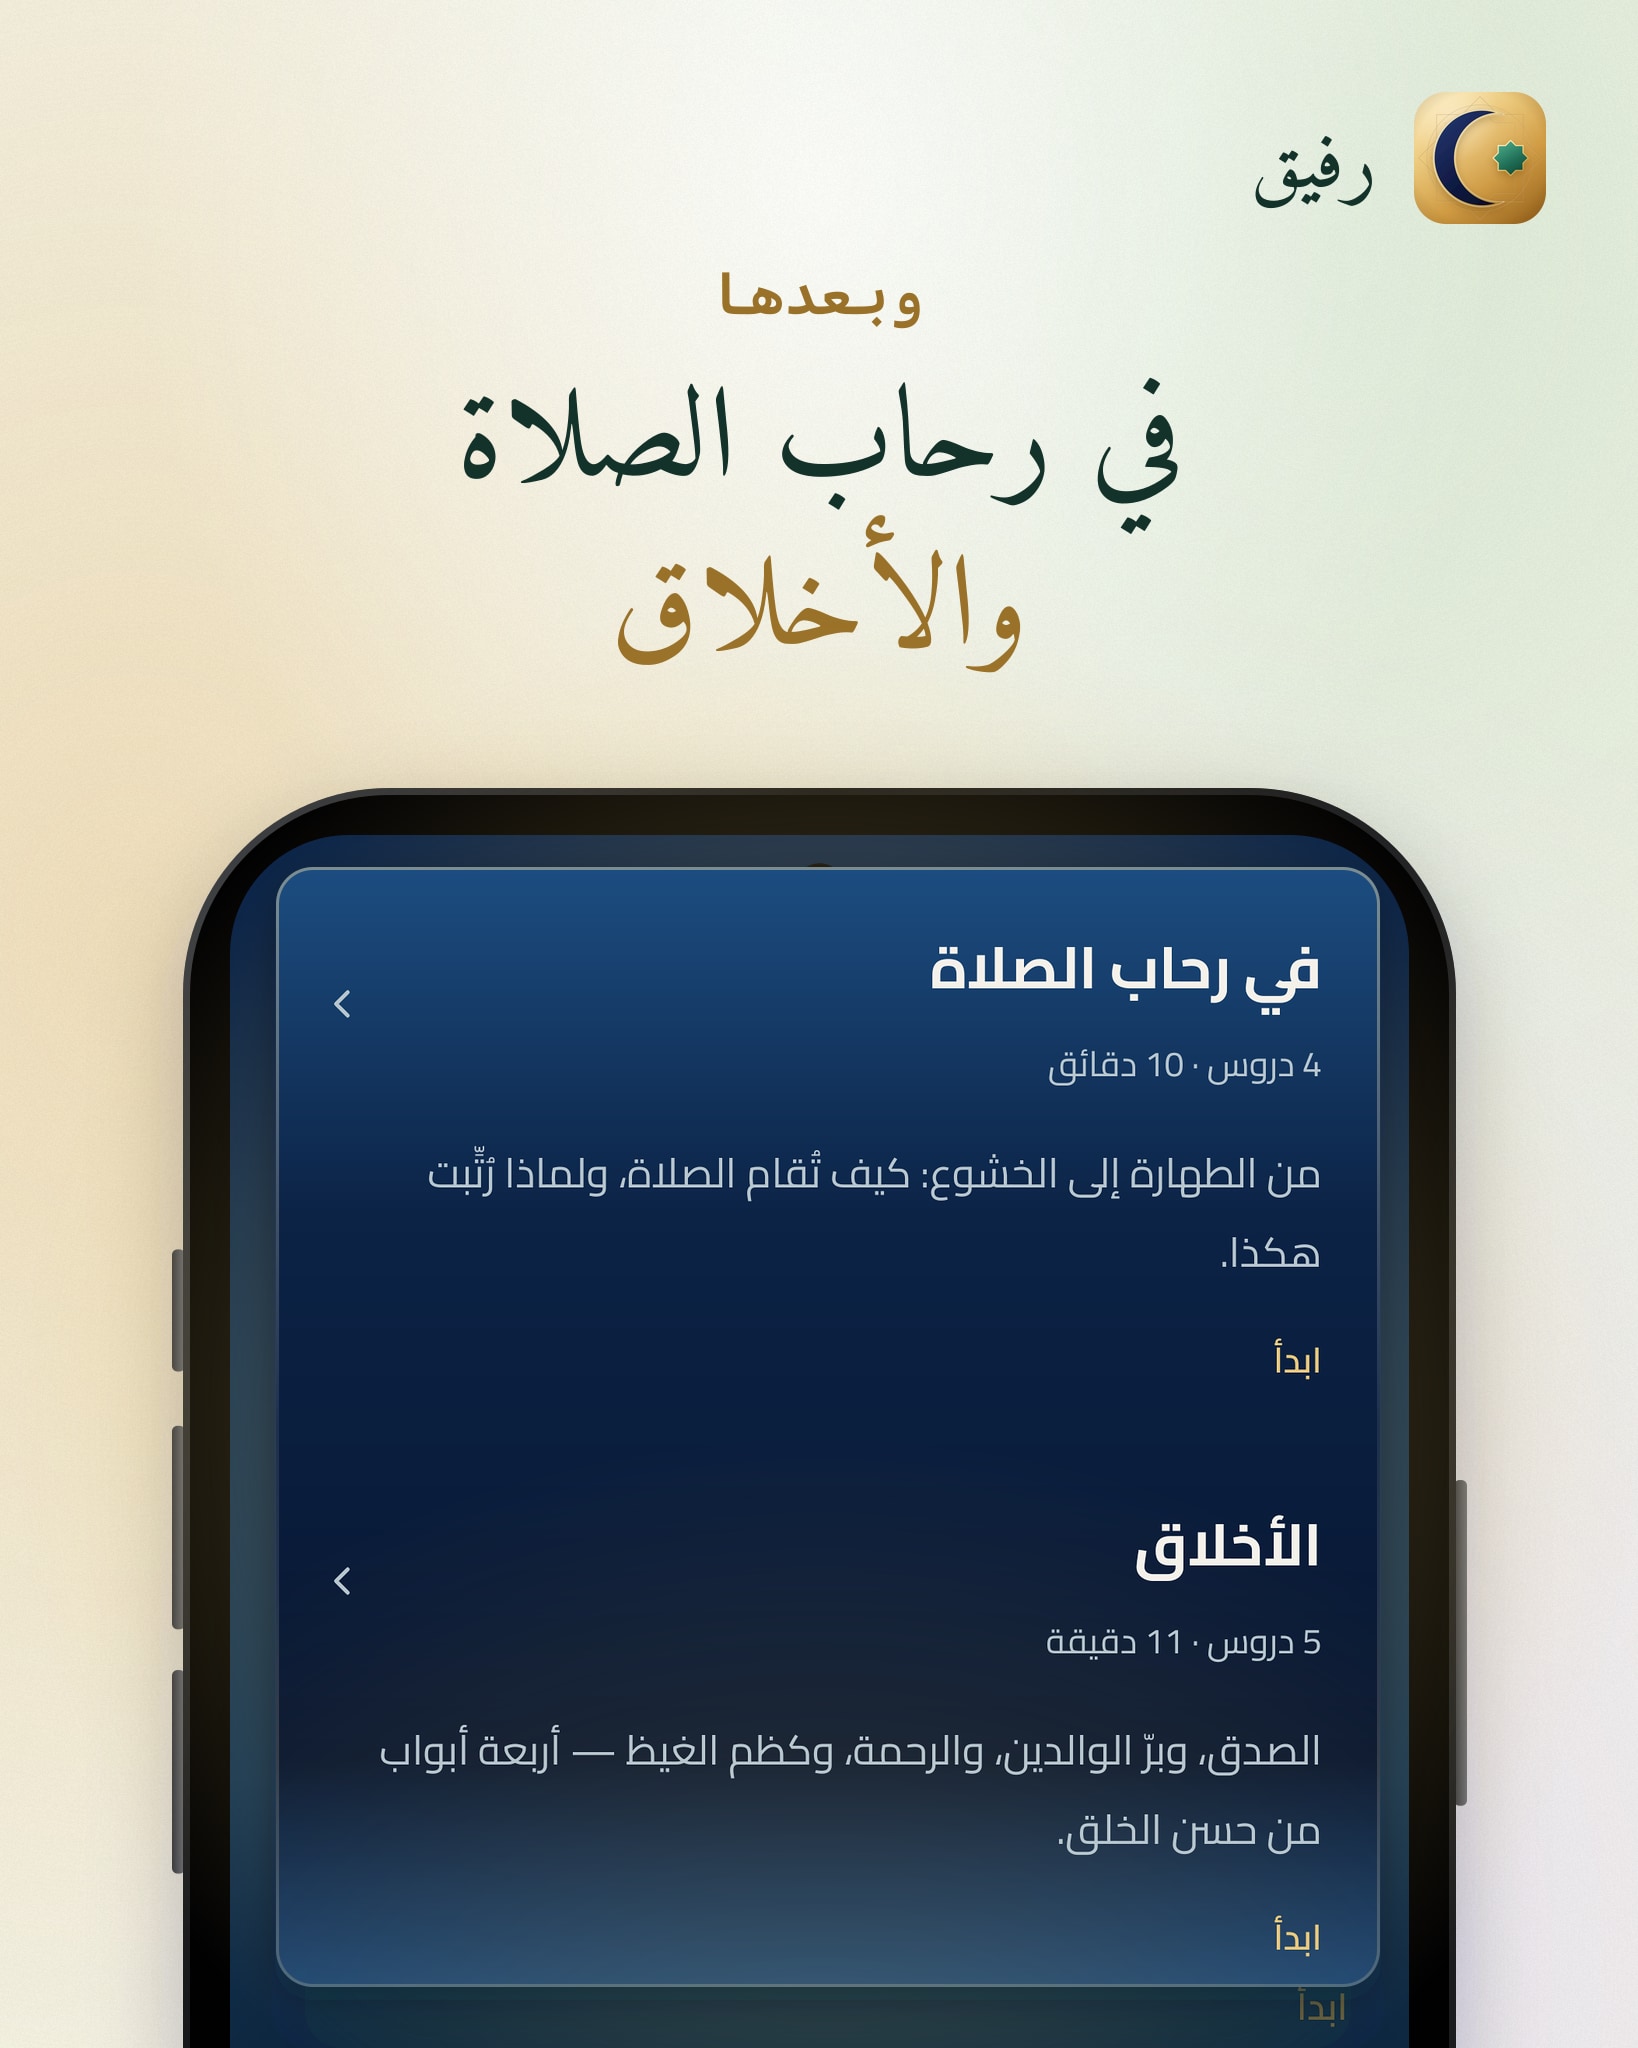 رفيق
وبعدها
في رحاب الصلاة
والأخلاق
في رحاب الصلاة
4 دروس · 10 دقائق
من الطهارة إلى الخشوع: كيف تُقام الصلاة، ولماذا رُتِّبت
هكذا.
ابدأ
الأخلاق
5 دروس · 11 دقيقة
الصدق، وبرّ الوالدين، والرحمة، وكظم الغيظ — أربعة أبواب
من حسن الخلق.
ابدأ
ابدأ